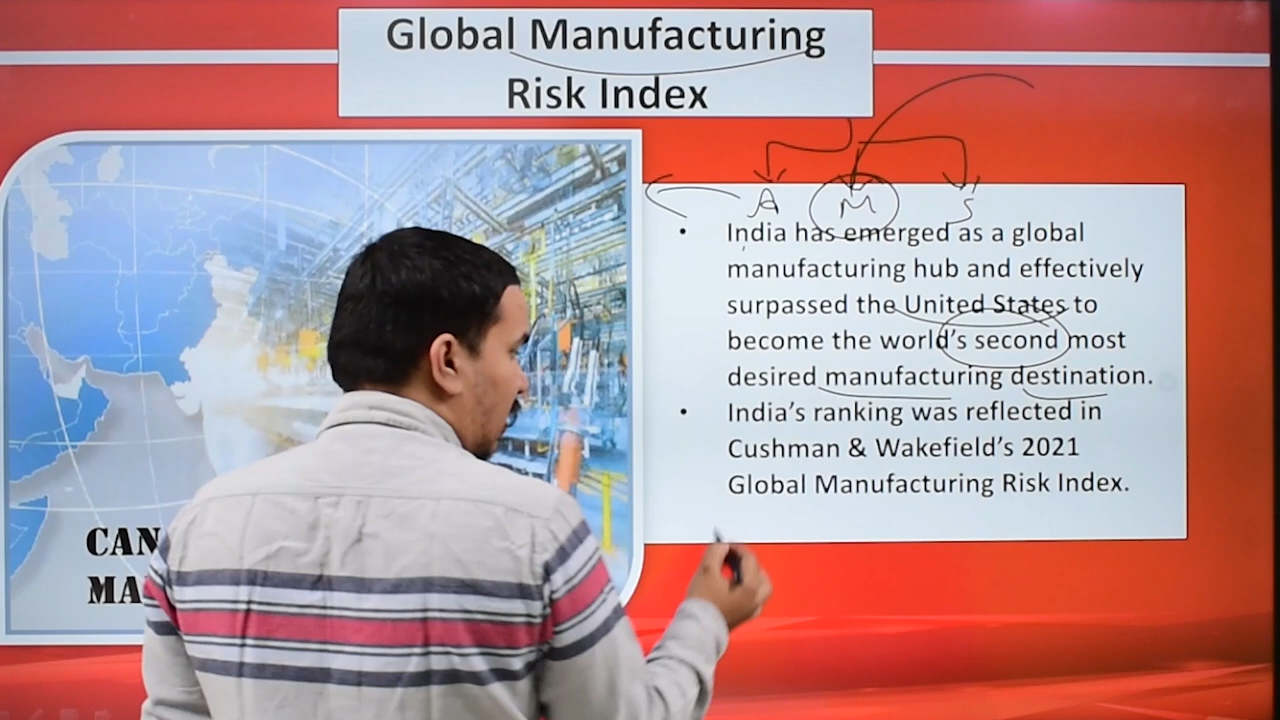 Global Manufacturing
Risk Index
A M S
• India has emerged as a global
manufacturing hub and effectively
surpassed the United States to
become the world's second most
desired manufacturing destination.
• India's ranking was reflected in
Cushman & Wakefield's 2021
Global Manufacturing Risk Index.